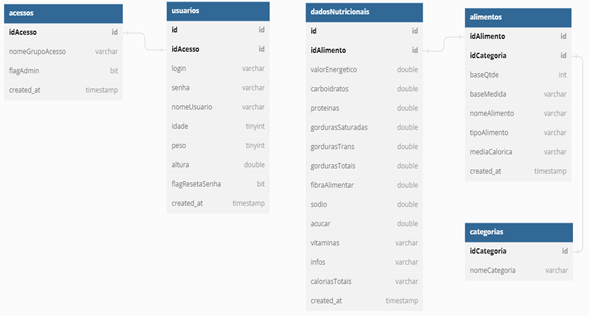 acessos
idAcesso id
nomeGrupoAcesso varchar
flagAdmin bit
created_at timestamp
usuarios
id id
idAcesso id
login varchar
senha varchar
nomeUsuario varchar
idade tinyint
peso tinyint
altura double
flagResetaSenha bit
created_at timestamp
dadosNutricionais
id id
idAlimento id
valorEnergetico double
carboidratos double
proteinas double
gordurasSaturadas double
gordurasTrans double
gordurasTotais double
fibraAlimentar double
sodio double
acucar double
vitaminas varchar
infos varchar
caloriasTotais varchar
created_at timestamp
alimentos
idAlimento id
idCategoria id
baseQtde int
baseMedida varchar
nomeAlimento varchar
tipoAlimento varchar
mediaCalorica varchar
created_at timestamp
categorias
idCategoria id
nomeCategoria varchar